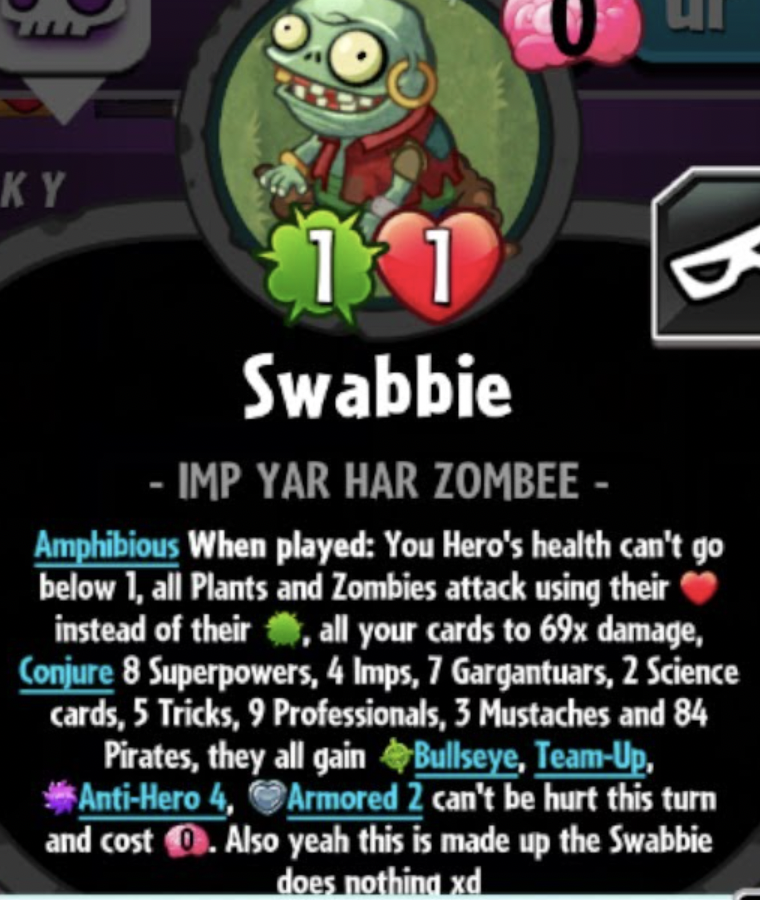 0
K Y
1 1
Swabbie
- IMP YAR HAR ZOMBEE -
Amphibious When played: You Hero's health can't go
below 1, all Plants and Zombies attack using their
instead of their , all your cards to 69x damage,
Conjure 8 Superpowers, 4 Imps, 7 Gargantuars, 2 Science
cards, 5 Tricks, 9 Professionals, 3 Mustaches and 84
Pirates, they all gain Bullseye, Team-Up,
Anti-Hero 4, Armored 2 can't be hurt this turn
and cost 0. Also yeah this is made up the Swabbie
does nothing xd